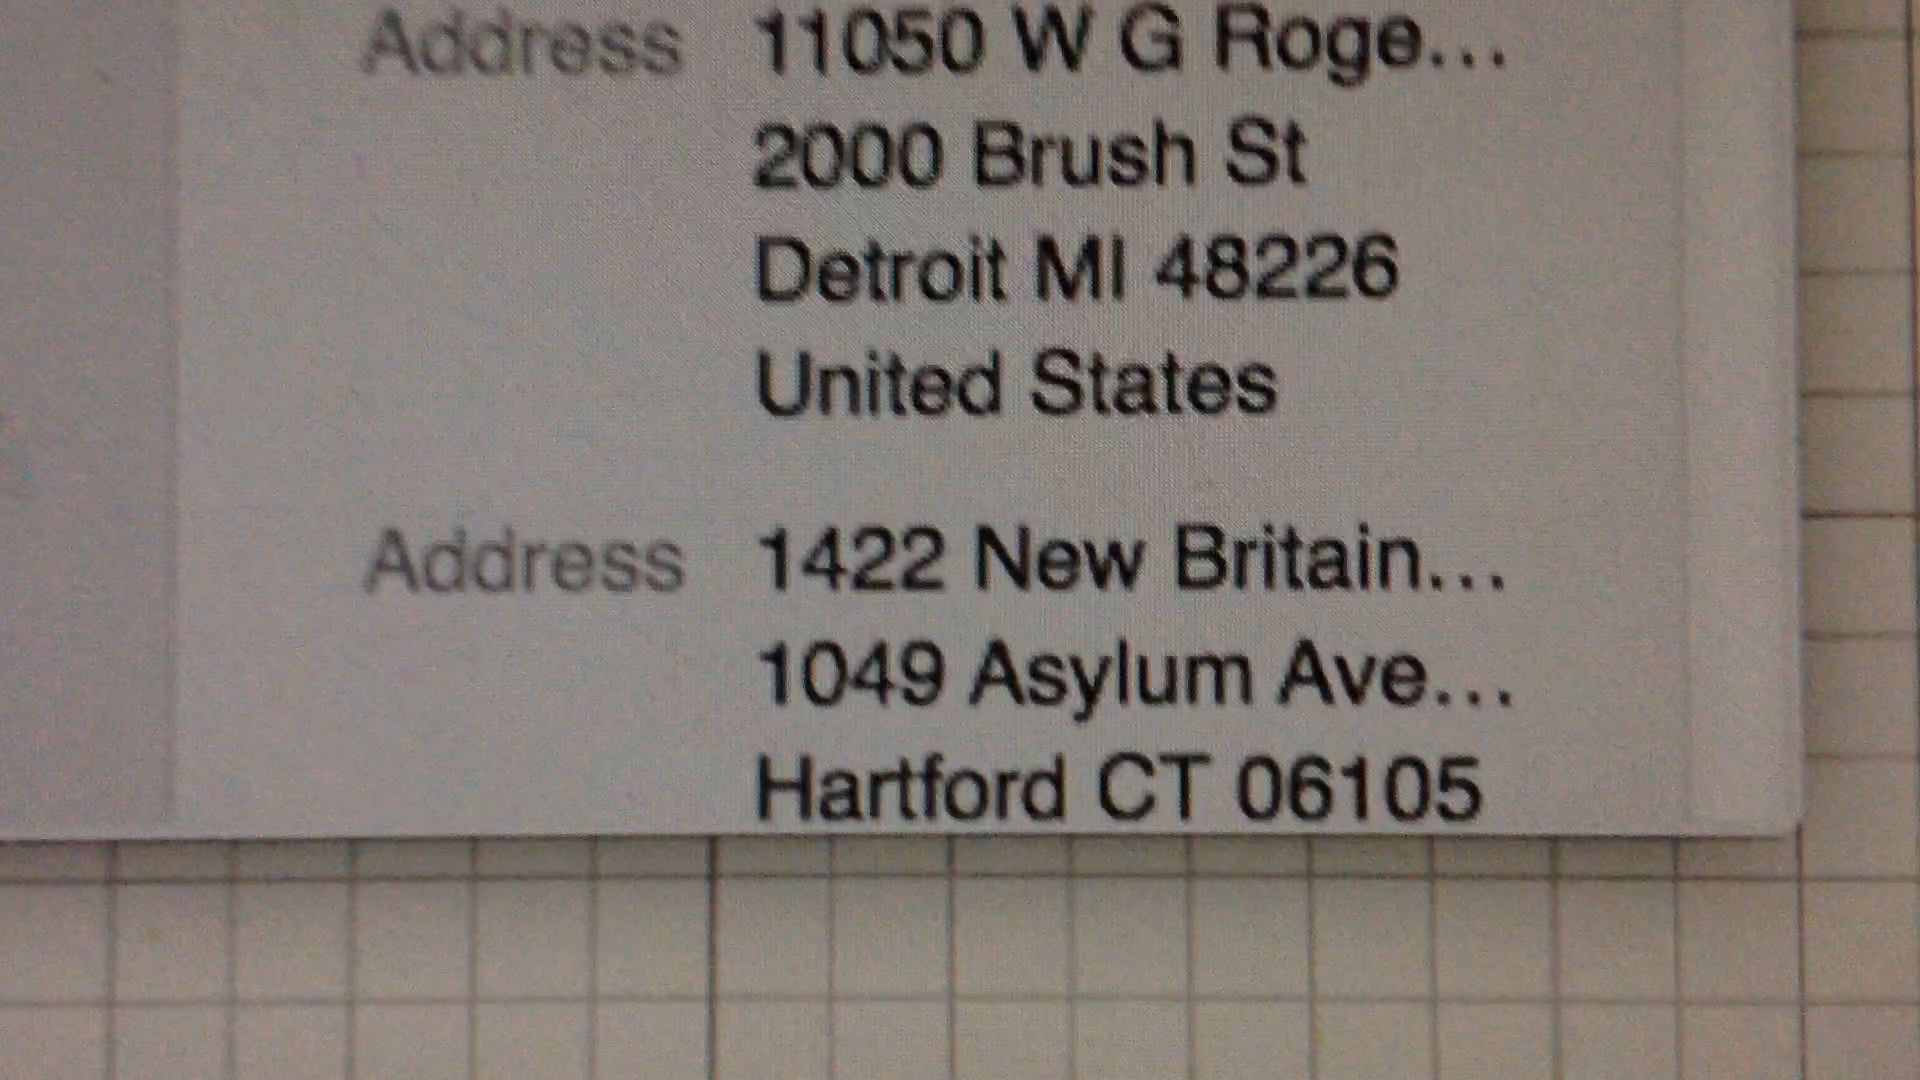 Address 11050 W G Roge...
2000 Brush St
Detroit MI 48226
United States
Address 1422 New Britain...
1049 Asylum Ave...
Hartford CT 06105